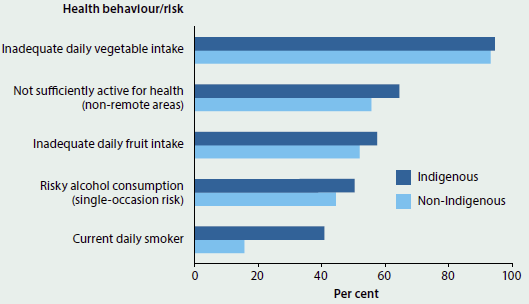 Health behaviour/risk
Inadequate daily vegetable intake
Not sufficiently active for health
(non-remote areas)
Inadequate daily fruit intake
Risky alcohol consumption
(single-occasion risk)
Current daily smoker
Indigenous
Non-Indigenous
0 20 40 60 80 100
Per cent